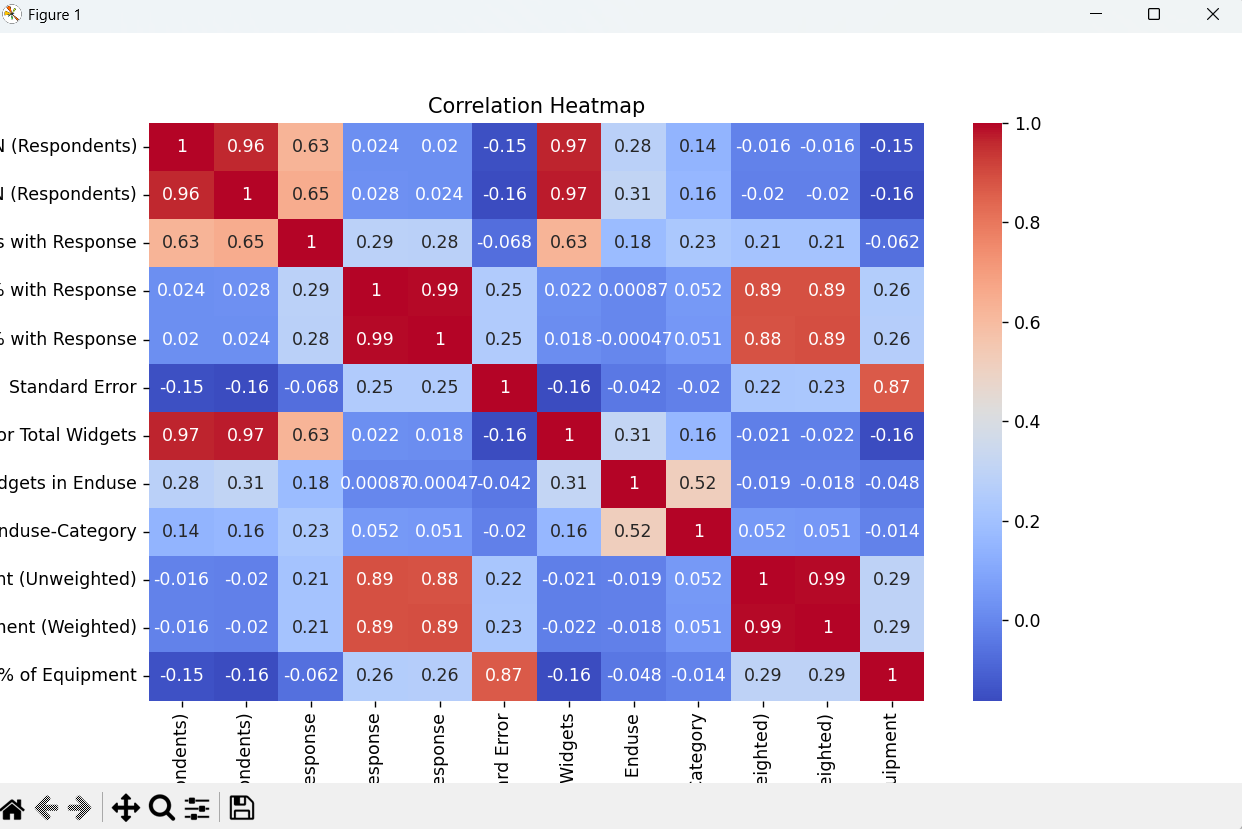 Figure 1
Correlation Heatmap
(Respondents) 1 0.96 0.63 0.024 0.02 -0.15 0.97 0.28 0.14 -0.016 -0.016 -0.15 1.0
(Respondents) 0.96 1 0.65 0.028 0.024 -0.16 0.97 0.31 0.16 -0.02 -0.02 -0.16
with Response 0.63 0.65 1 0.29 0.28 -0.068 0.63 0.18 0.23 0.21 0.21 -0.062 0.8
% with Response 0.024 0.028 0.29 1 0.99 0.25 0.022 0.00087 0.052 0.89 0.89 0.26
% with Response 0.02 0.024 0.28 0.99 1 0.25 0.018 -0.00047 0.051 0.88 0.89 0.26 0.6
Standard Error -0.15 -0.16 -0.068 0.25 0.25 1 -0.16 -0.042 -0.02 0.22 0.23 0.87
or Total Widgets 0.97 0.97 0.63 0.022 0.018 -0.16 1 0.31 0.16 -0.021 -0.022 -0.16 0.4
dgets in Enduse 0.28 0.31 0.18 0.00087 -0.00047 -0.042 0.31 1 0.52 -0.019 -0.018 -0.048
nduse-Category 0.14 0.16 0.23 0.052 0.051 -0.02 0.16 0.52 1 0.052 0.051 -0.014 0.2
nt (Unweighted) -0.016 -0.02 0.21 0.89 0.88 0.22 -0.021 -0.019 0.052 1 0.99 0.29
ment (Weighted) -0.016 -0.02 0.21 0.89 0.89 0.23 -0.022 -0.018 0.051 0.99 1 0.29 0.0
% of Equipment -0.15 -0.16 -0.062 0.26 0.26 0.87 -0.16 -0.048 -0.014 0.29 0.29 1
ondents)
ondents)
esponse
esponse
esponse
rd Error
Widgets
Enduse
ategory
eighted)
eighted)
uipment